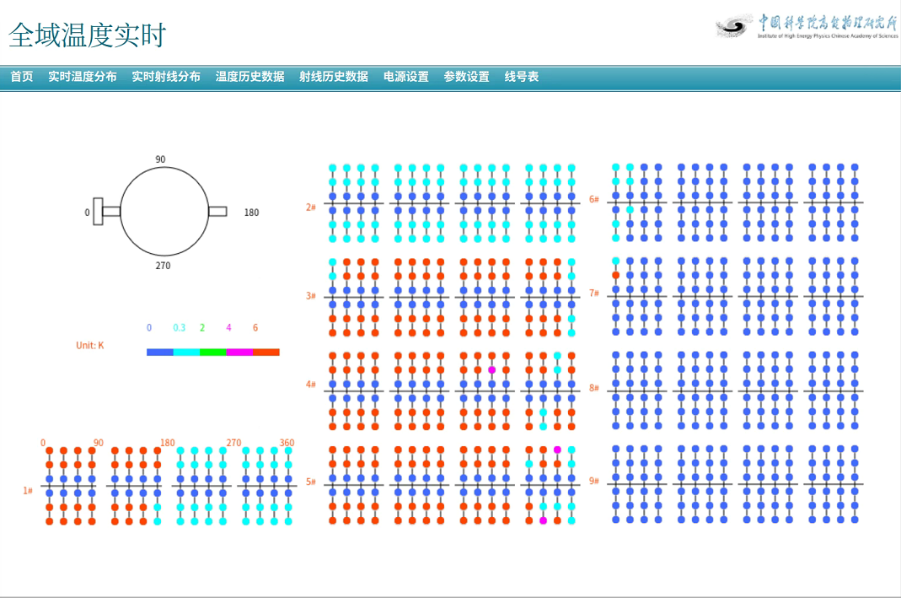 全域温度实时
中国科学院高能物理研究所
Institute of High Energy Physics Chinese Academy of Sciences
首页 实时温度分布 实时射线分布 温度历史数据 射线历史数据 电源设置 参数设置 线号表
90
0
180
270
0 0.3 2 4 6
Unit: K
0 90 180 270 360
1#
2#
3#
4#
5#
6#
7#
8#
9#